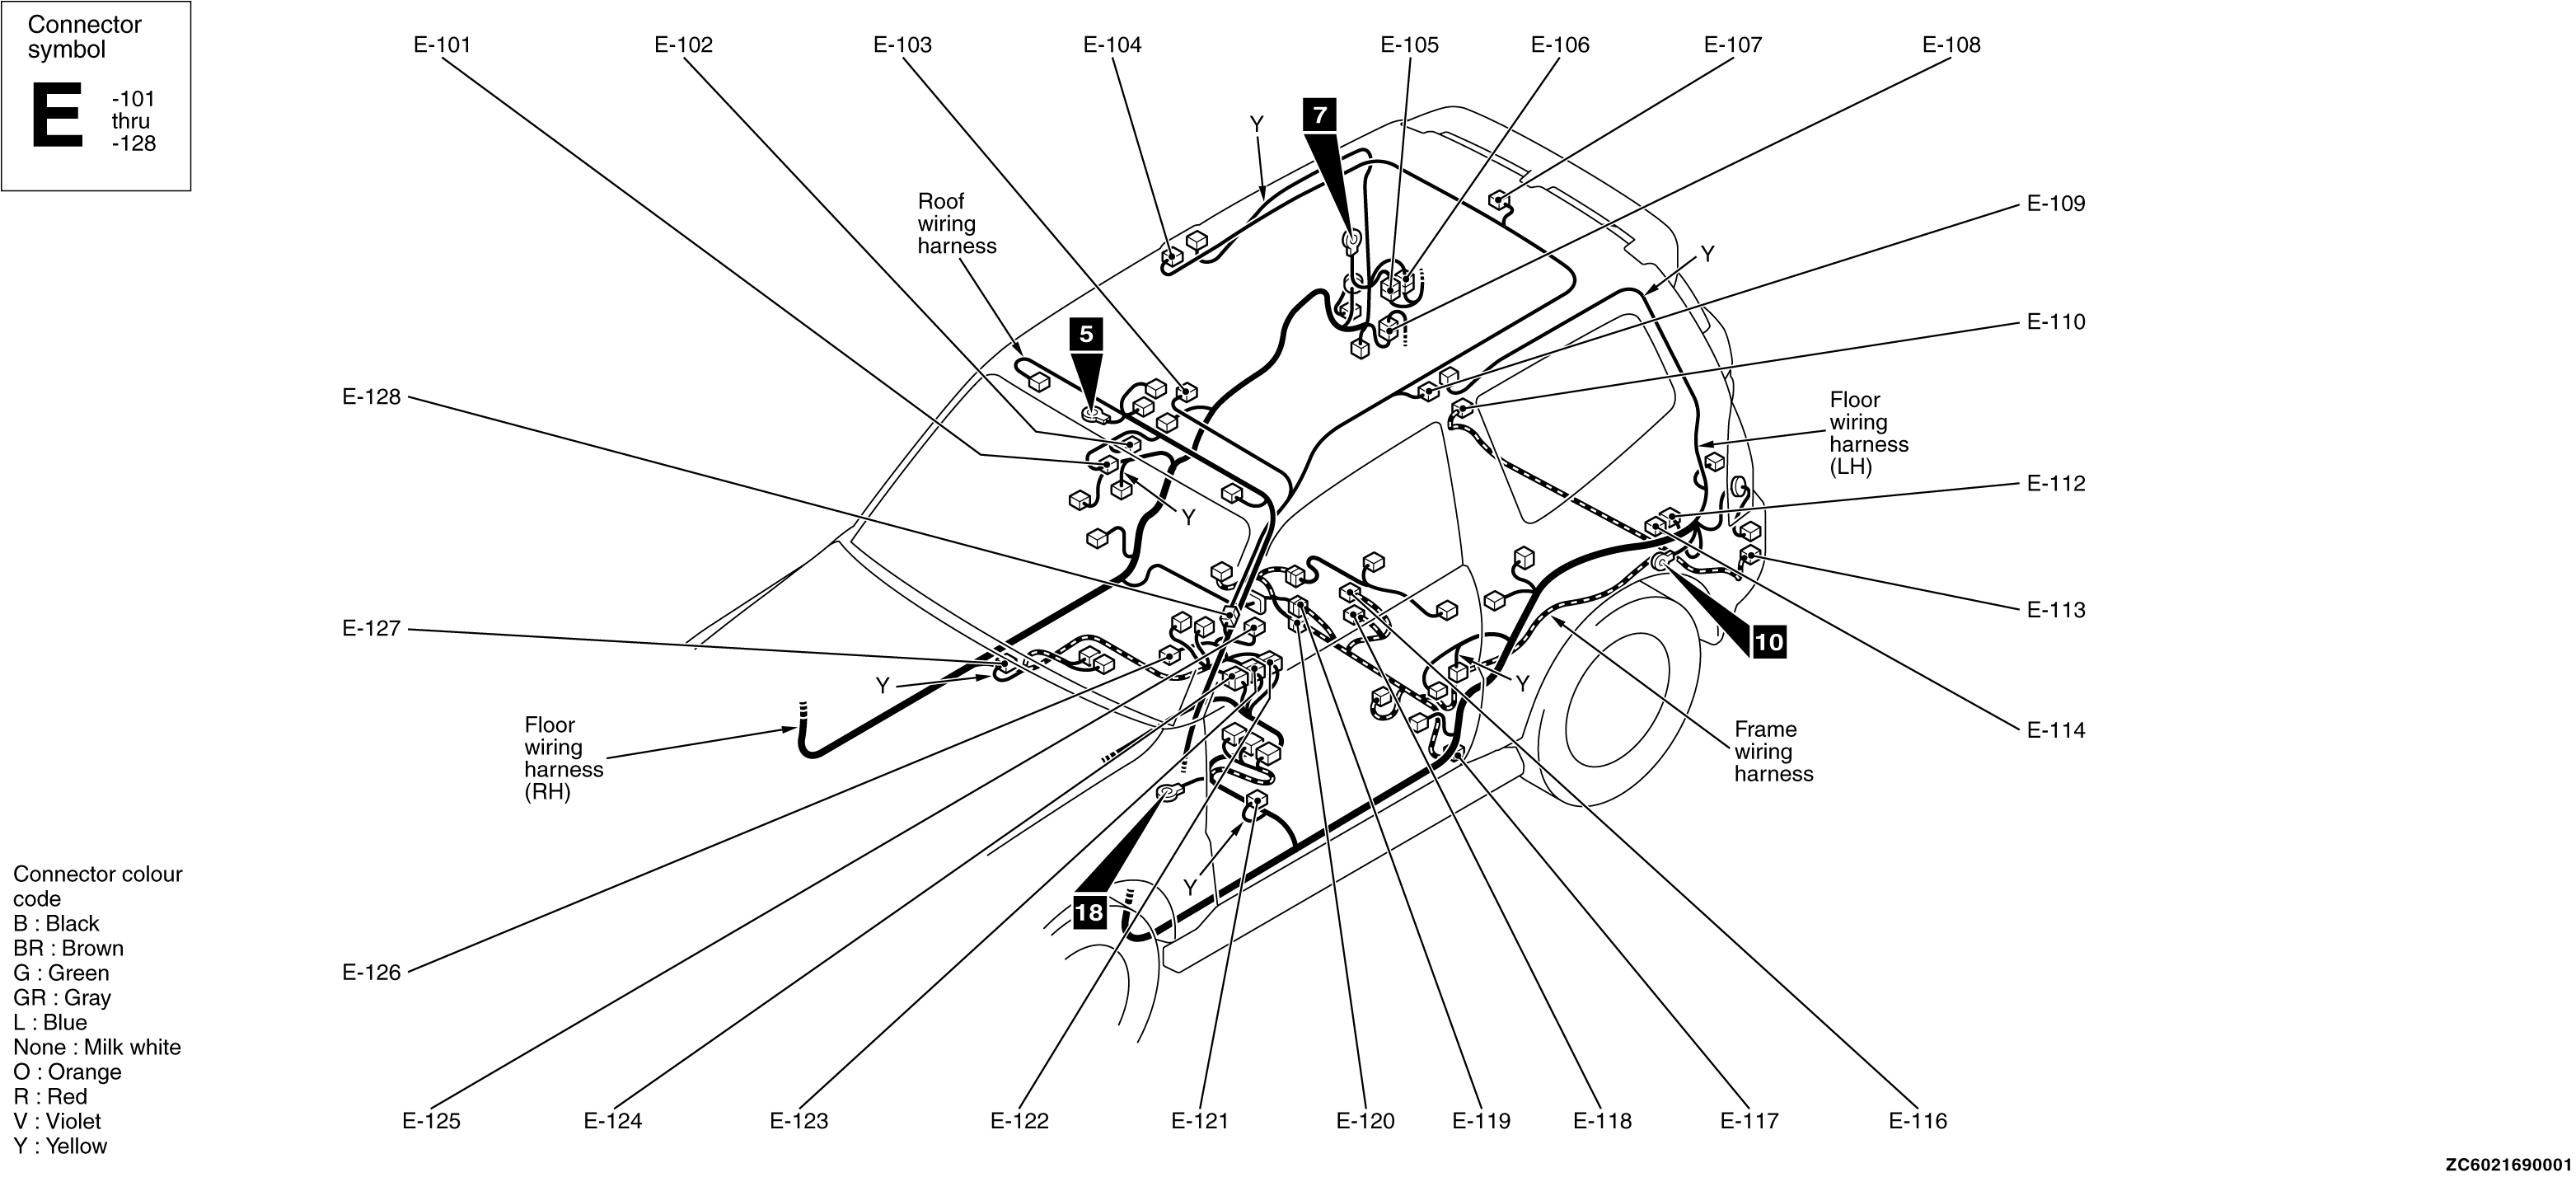 Connector
symbol
E
-101
thru
-128
E-101
E-102
E-103
E-104
E-105
E-106
E-107
E-108
Y
7
Roof
wiring
harness
E-109
Y
5
E-110
E-128
Floor
wiring
harness
(LH)
E-112
Y
E-113
E-127
10
Y
Y
Floor
wiring
harness
(RH)
Frame
wiring
harness
E-114
Connector colour
code
B : Black
BR : Brown
G : Green
GR : Gray
L : Blue
None : Milk white
O : Orange
R : Red
V : Violet
Y : Yellow
Y
18
E-126
E-125
E-124
E-123
E-122
E-121
E-120
E-119
E-118
E-117
E-116
ZC6021690001